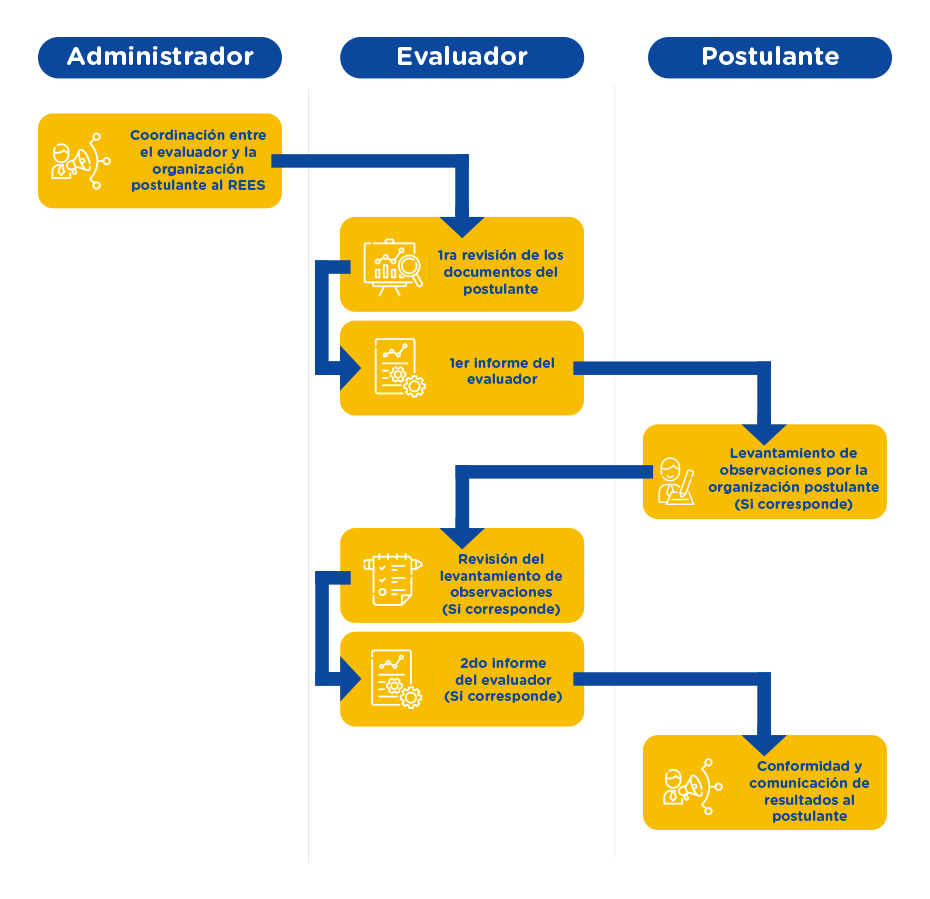 Administrador
Evaluador
Postulante
Coordinación entre
el evaluador y la
organización
postulante al REES
1ra revisión de los
documentos del
postulante
1er informe del
evaluador
Levantamiento de
observaciones por la
organización postulante
(Si corresponde)
Revisión del
levantamiento de
observaciones
(Si corresponde)
2do informe
del evaluador
(Si corresponde)
Conformidad y
comunicación de
resultados al
postulante